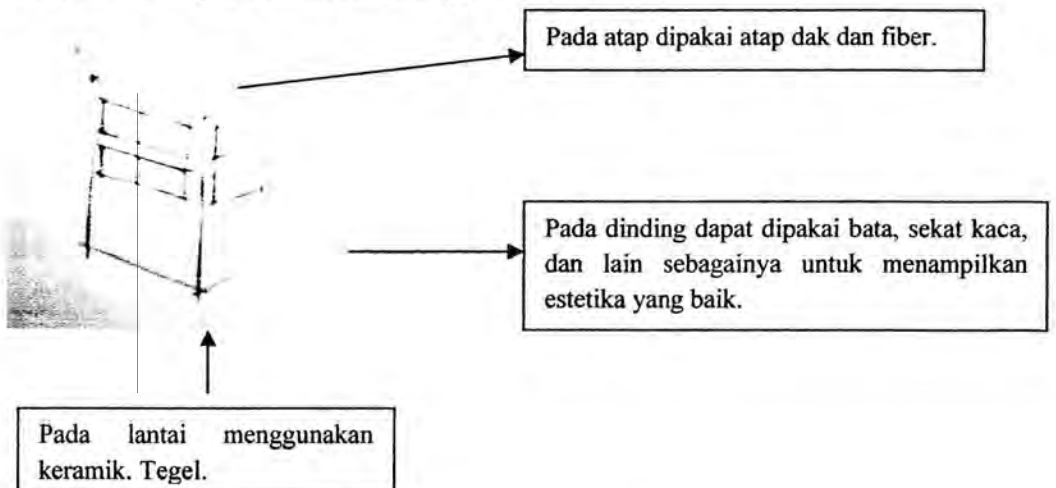 Pada atap dipakai atap dak dan fiber.
Pada dinding dapat dipakai bata, sekat kaca,
dan lain sebagainya untuk menampilkan
estetika yang baik.
Pada lantai menggunakan
keramik. Tegel.